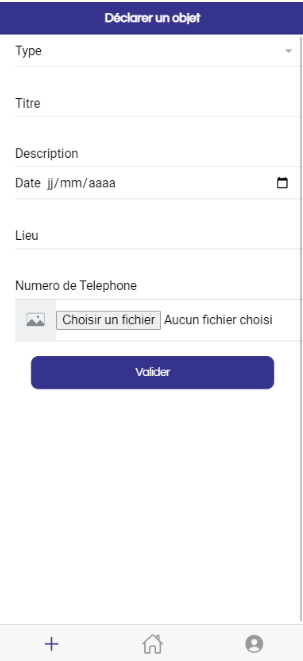 Déclarer un objet
Type
Titre
Description
Date jj/mm/aaaa
Lieu
Numero de Telephone
Choisir un fichier Aucun fichier choisi
Valider